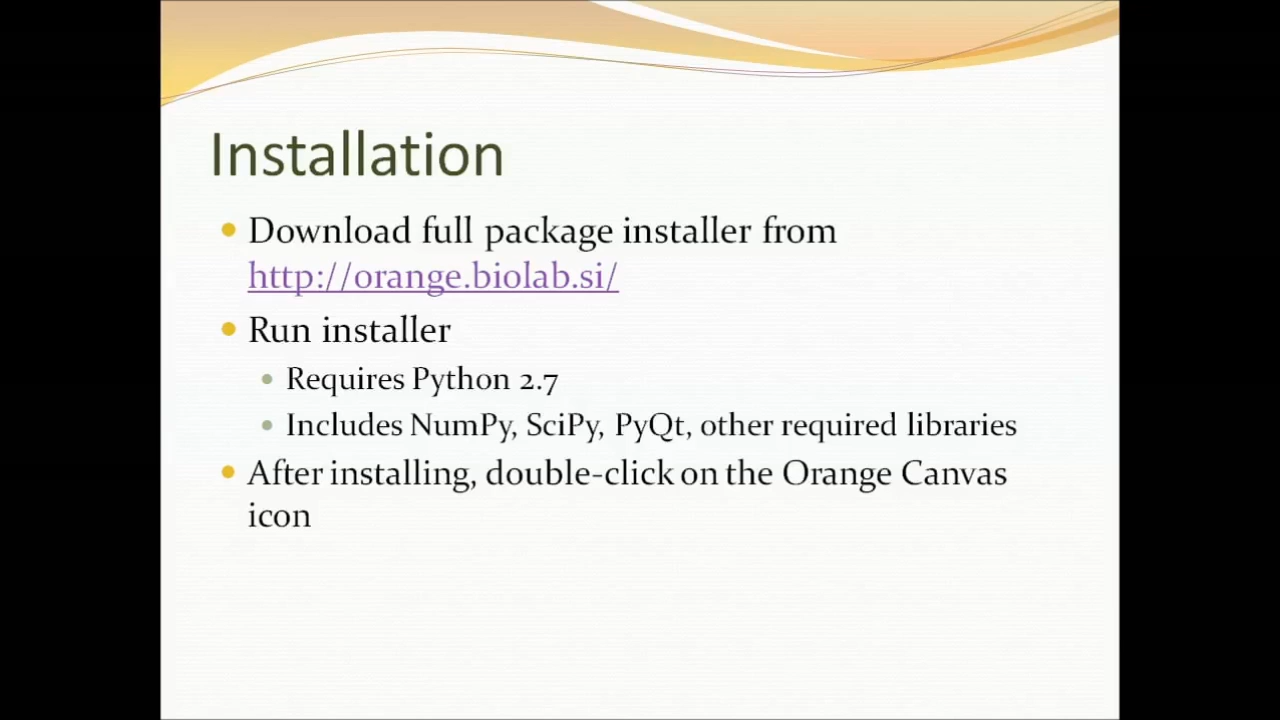 Installation
Download full package installer from
http://orange.biolab.si/
Run installer
Requires Python 2.7
Includes NumPy, SciPy, PyQt, other required libraries
After installing, double-click on the Orange Canvas
icon